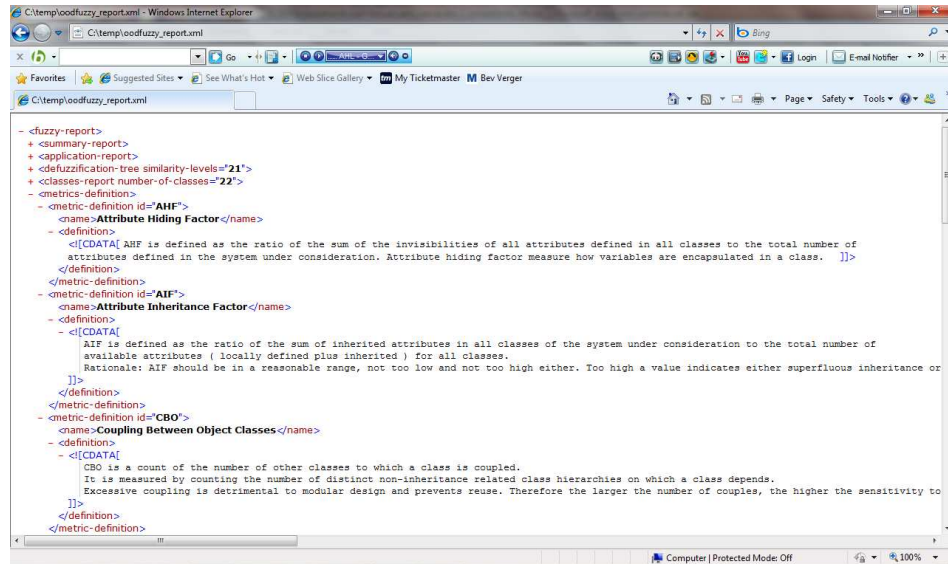 C:\temp\oodfuzzy_report.xml - Windows Internet Explorer
C:\temp\oodfuzzy_report.xml
Bing
Go
AHL - G
Login
E-mail Notifier
Favorites
Suggested Sites
See What's Hot
Web Slice Gallery
tm My Ticketmaster
M Bev Verger
C:\temp\oodfuzzy_report.xml
Page
Safety
Tools
- <fuzzy-report>
+ <summary-report>
+ <application-report>
+ <defuzzification-tree similarity-levels="21">
+ <classes-report number-of-classes="22">
- <metrics-definition>
- <metric-definition id="AHF">
<name>Attribute Hiding Factor</name>
- <definition>
<![CDATA[ AHF is defined as the ratio of the sum of the invisibilities of all attributes defined in all classes to the total number of
attributes defined in the system under consideration. Attribute hiding factor measure how variables are encapsulated in a class. ]]>
</definition>
</metric-definition>
- <metric-definition id="AIF">
<name>Attribute Inheritance Factor</name>
- <definition>
- <![CDATA[
AIF is defined as the ratio of the sum of inherited attributes in all classes of the system under consideration to the total number of
available attributes ( locally defined plus inherited ) for all classes.
Rationale: AIF should be in a reasonable range, not too low and not too high either. Too high a value indicates either superfluous inheritance or
]]>
</definition>
</metric-definition>
- <metric-definition id="CBO">
<name>Coupling Between Object Classes</name>
- <definition>
- <![CDATA[
CBO is a count of the number of other classes to which a class is coupled.
It is measured by counting the number of distinct non-inheritance related class hierarchies on which a class depends.
Excessive coupling is detrimental to modular design and prevents reuse. Therefore the larger the number of couples, the higher the sensitivity to
]]>
</definition>
</metric-definition>
Computer | Protected Mode: Off
100%